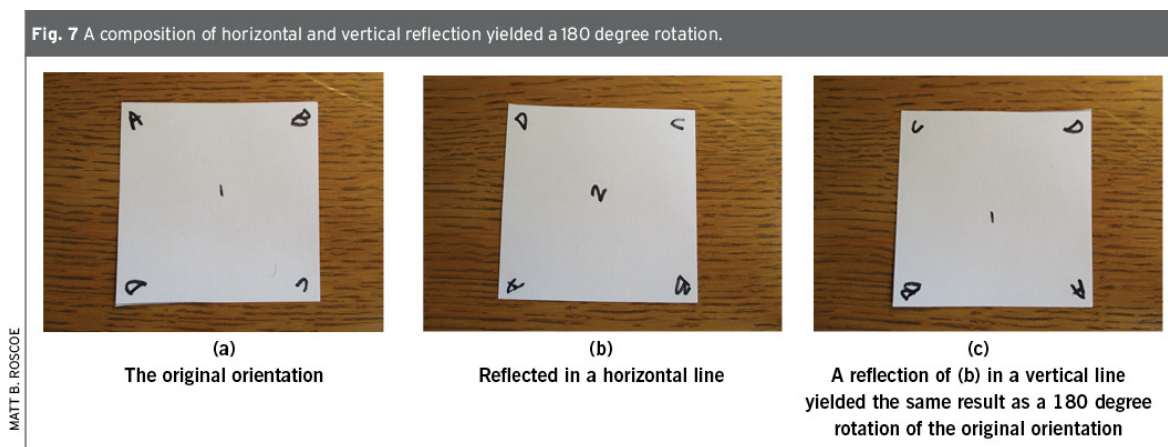 Fig. 7 A composition of horizontal and vertical reflection yielded a 180 degree rotation.
A B
1
D C
D C
2
A B
C D
1
B A
MATT B. ROSCOE
(a)
The original orientation
(b)
Reflected in a horizontal line
(c)
A reflection of (b) in a vertical line
yielded the same result as a 180 degree
rotation of the original orientation